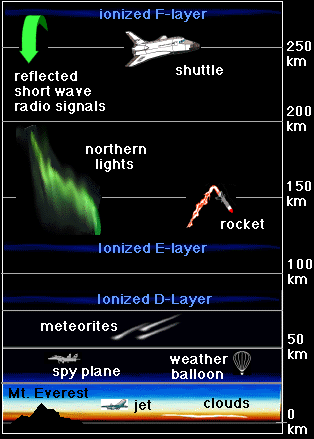 ionized F-layer
250
km
shuttle
reflected
short wave
radio signals
200
km
northern
lights
150
km
rocket
Ionized E-layer
100
km
Ionized D-Layer
meteorites
50
km
spy plane
weather
balloon
Mt. Everest
jet
clouds
0
km